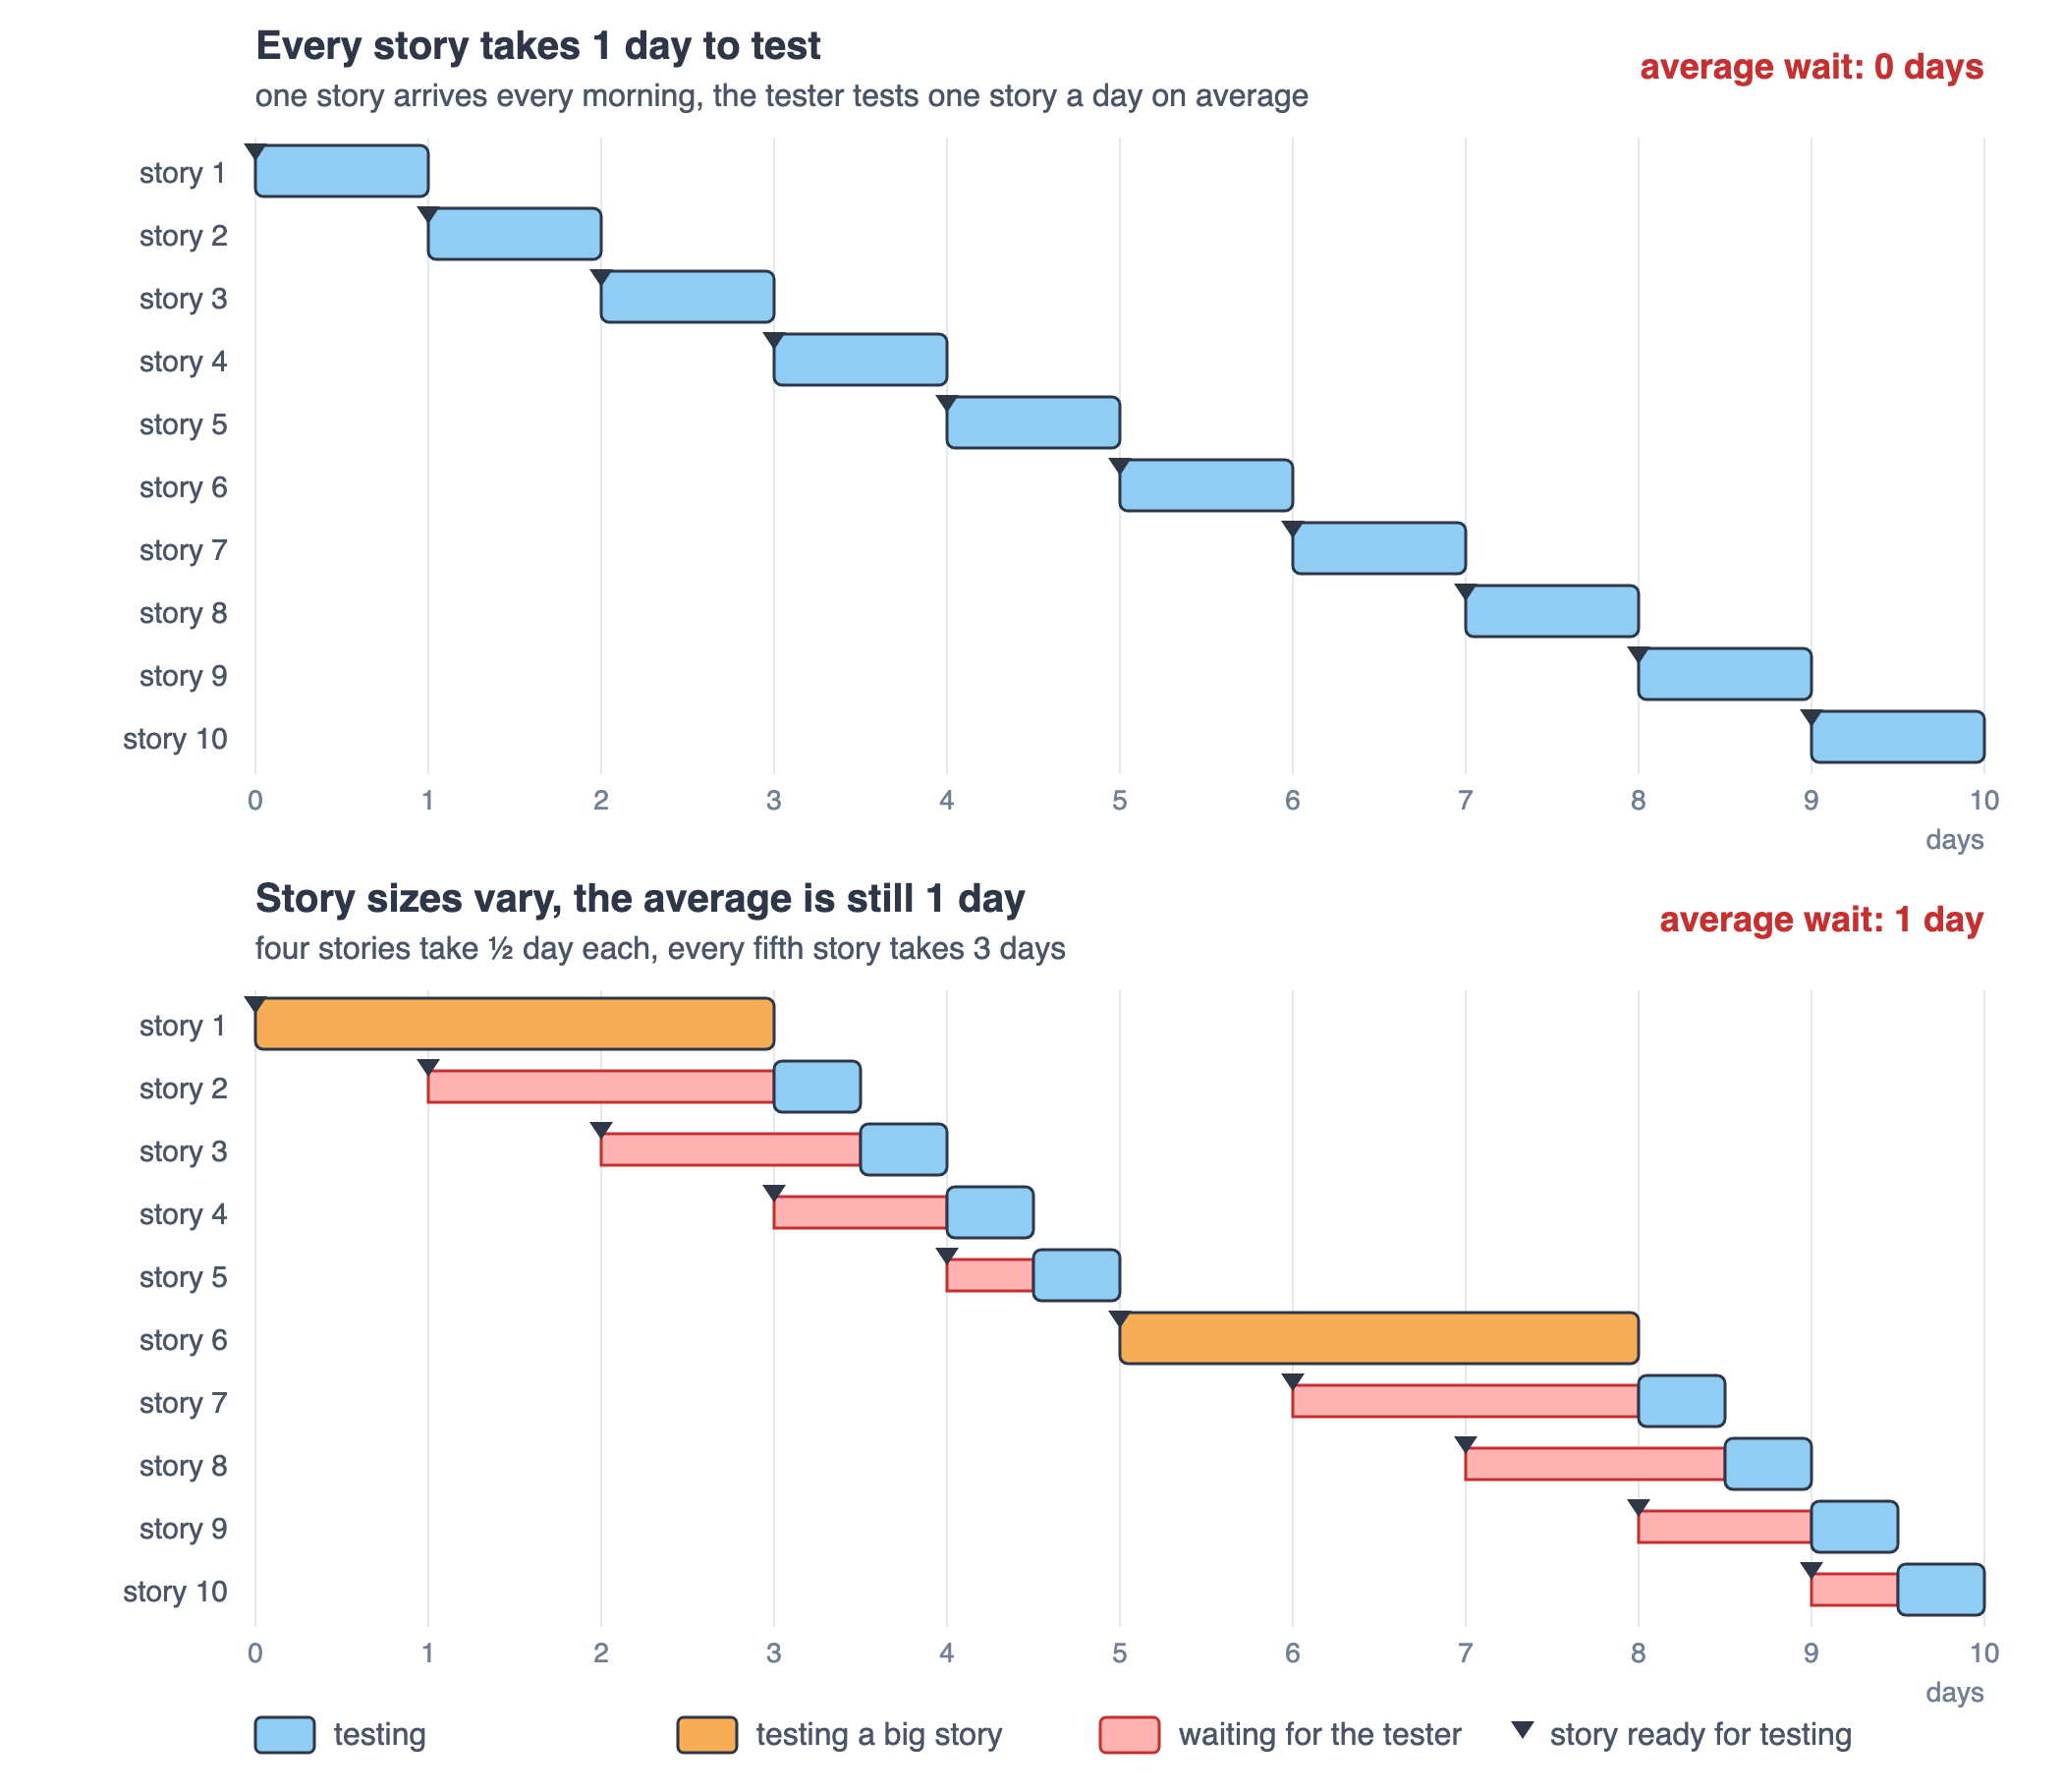 Every story takes 1 day to test
average wait: 0 days
one story arrives every morning, the tester tests one story a day on average
story 1
story 2
story 3
story 4
story 5
story 6
story 7
story 8
story 9
story 10
0 1 2 3 4 5 6 7 8 9 10
days
Story sizes vary, the average is still 1 day
average wait: 1 day
four stories take ½ day each, every fifth story takes 3 days
story 1
story 2
story 3
story 4
story 5
story 6
story 7
story 8
story 9
story 10
0 1 2 3 4 5 6 7 8 9 10
days
testing testing a big story waiting for the tester story ready for testing